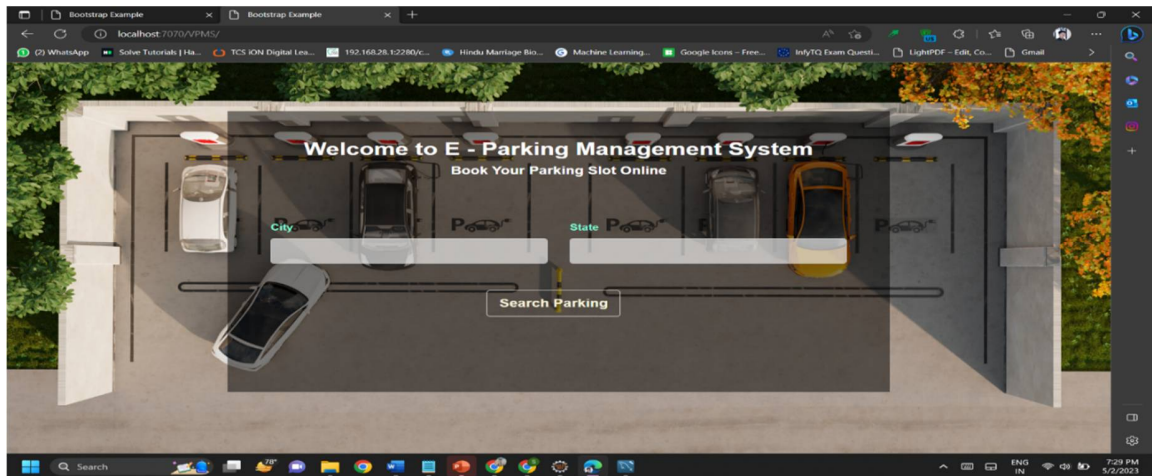 Bootstrap Example
Bootstrap Example
localhost:7070/VPMS/
(2) WhatsApp
Solve Tutorials | Ha...
TCS iON Digital Lea...
192.168.28.1:2280/c...
Hindu Marriage Bio...
Machine Learning...
Google Icons – Free...
InfyTQ Exam Questi...
LightPDF – Edit, Co...
Gmail
Welcome to E - Parking Management System
Book Your Parking Slot Online
City
State
Search Parking
Search
78°
ENG
IN
7:29 PM
5/2/2023